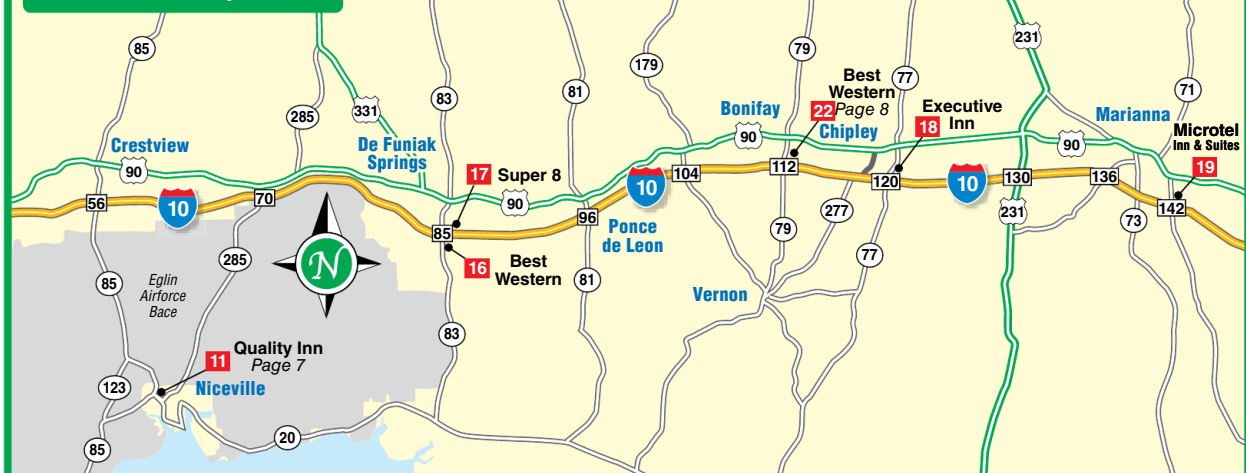 231
85
79
179
Best
Western
22 Page 8
77
81
71
83
331
285
Executive
Inn
18
Bonifay
90
Chipley
Marianna
Microtel
Inn & Suites
19
Crestview
90
De Funiak
Springs
90
17 Super 8
90
10
56
10
70
104
112
120
10
130
136
142
96
85
Ponce
de Leon
277
231
73
79
N
285
16 Best
Western
81
77
85
Eglin
Airforce
Bace
Vernon
83
Quality Inn
11 Page 7
123
Niceville
20
85